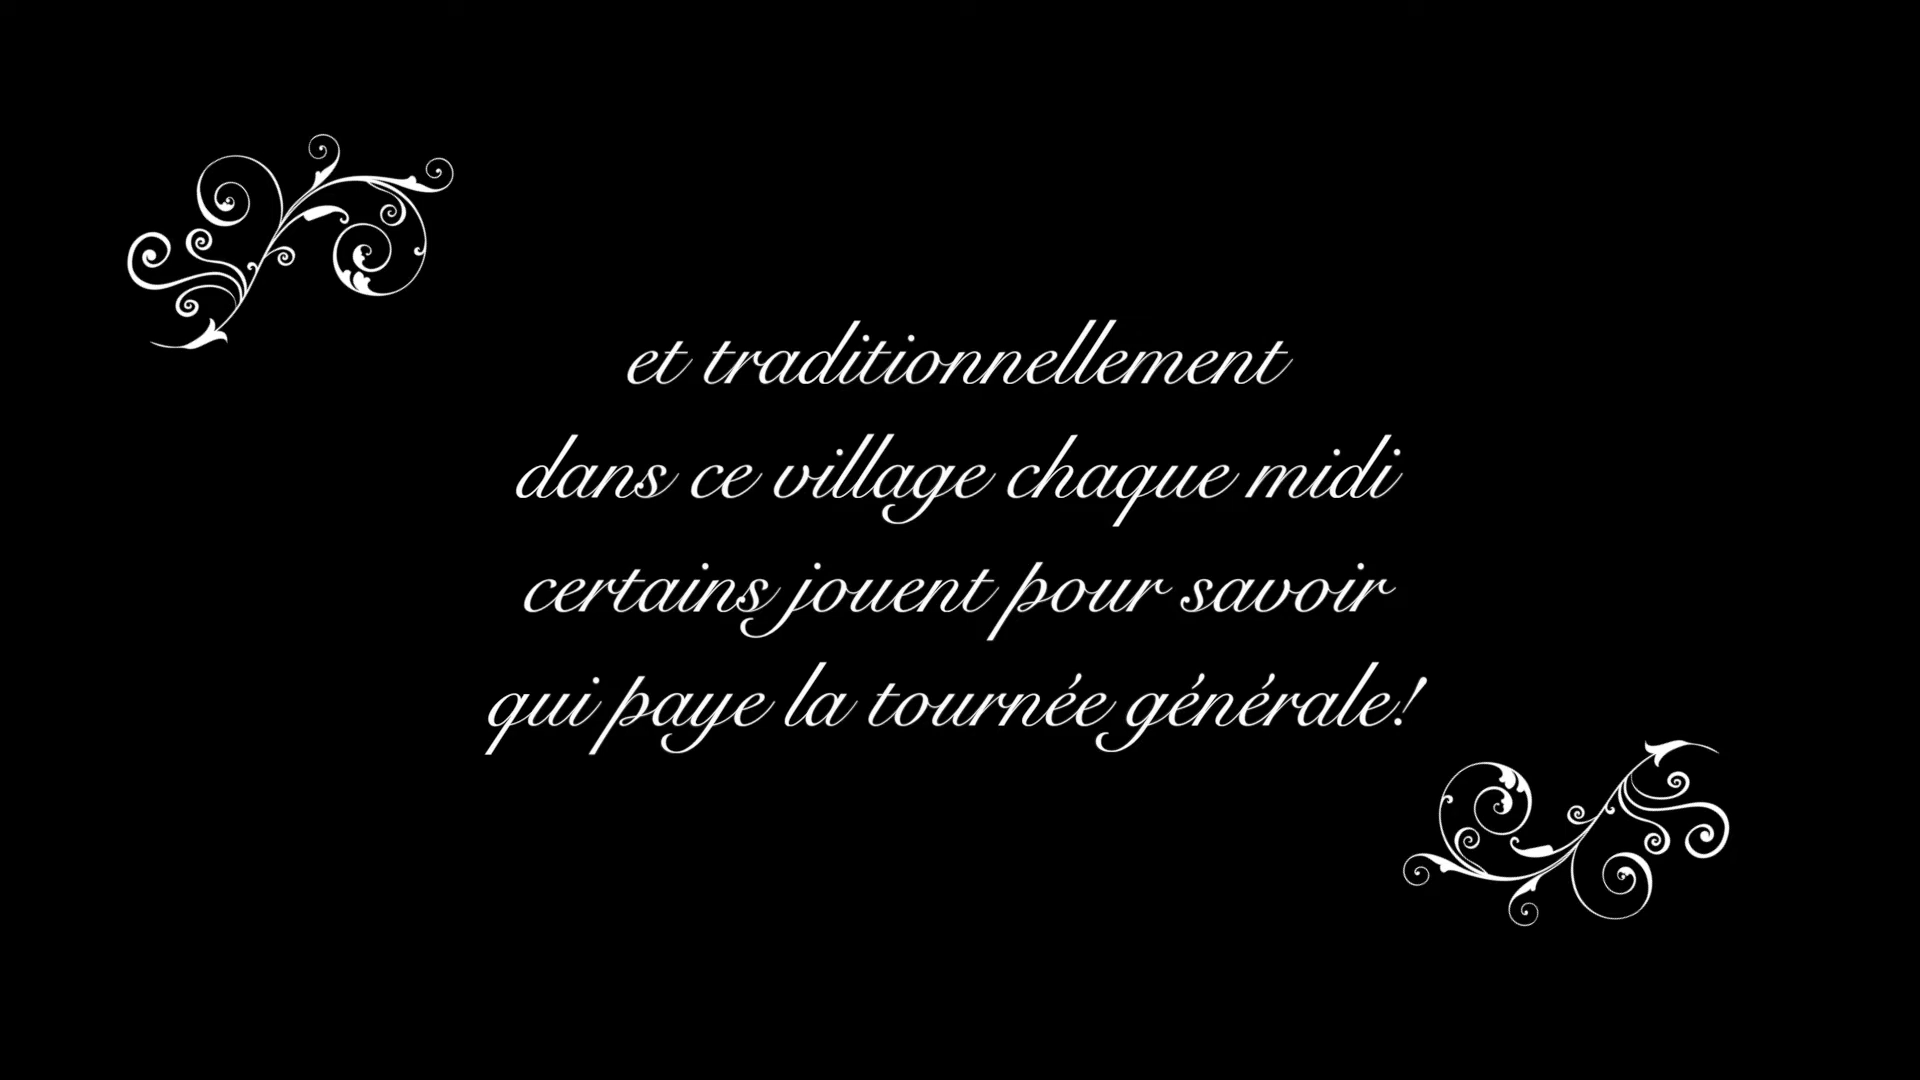 et traditionnellement
dans ce village chaque midi
certains jouent pour savoir
qui paye la tournée générale!